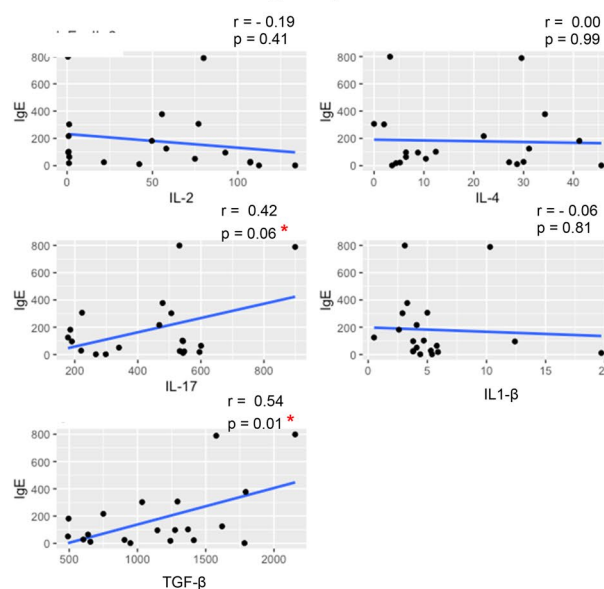 r = - 0.19
p = 0.41
800
600
400
200
0
IgE
0
50
100
IL-2
r = 0.00
p = 0.99
800
600
400
200
0
IgE
0
10
20
30
40
IL-4
r = 0.42
p = 0.06 *
800
600
400
200
0
IgE
200
400
600
800
IL-17
r = - 0.06
p = 0.81
800
600
400
200
0
IgE
0
5
10
15
20
IL1-β
r = 0.54
p = 0.01 *
800
600
400
200
0
IgE
500
1000
1500
2000
TGF-β